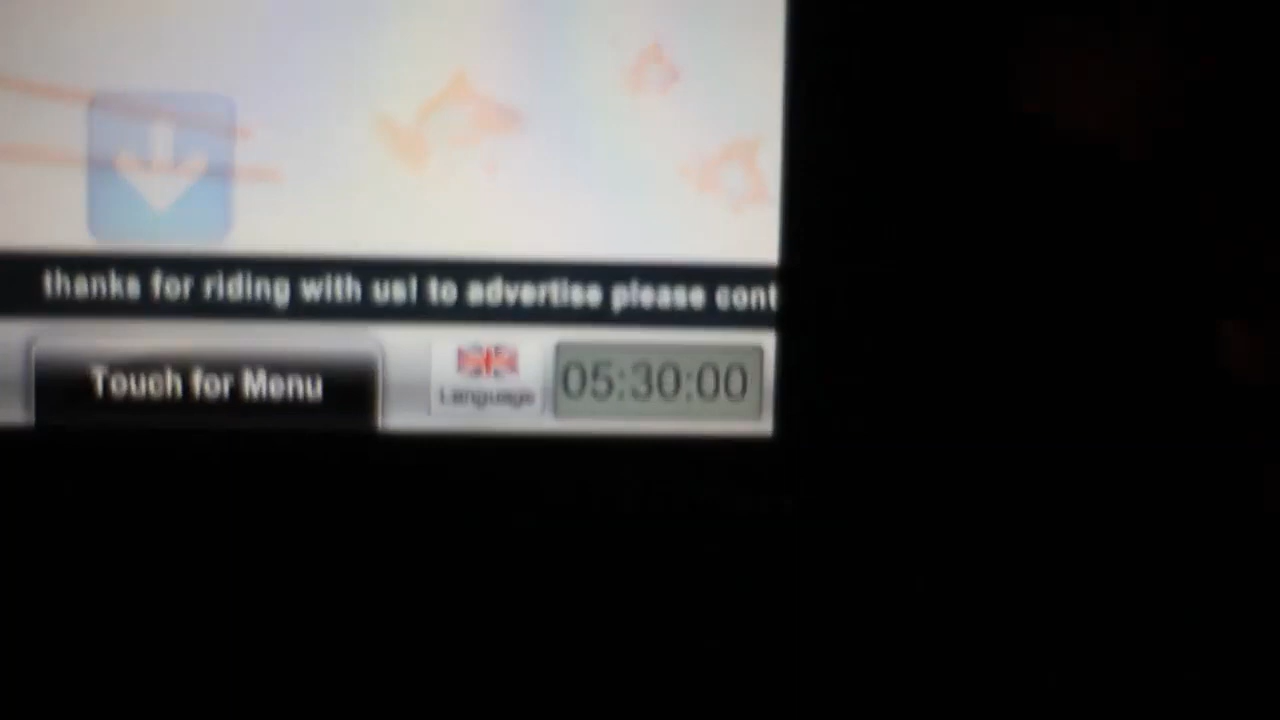 thanks for riding with us! to advertise please cont
Touch for Menu
Language
05:30:00